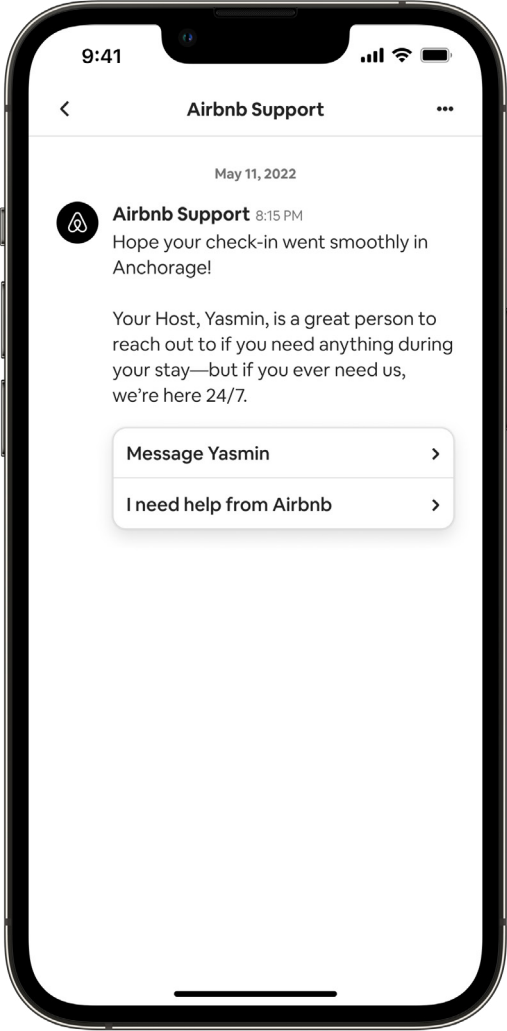 9:41
Airbnb Support
May 11, 2022
Airbnb Support 8:15 PM
Hope your check-in went smoothly in
Anchorage!
Your Host, Yasmin, is a great person to
reach out to if you need anything during
your stay—but if you ever need us,
we’re here 24/7.
Message Yasmin
I need help from Airbnb